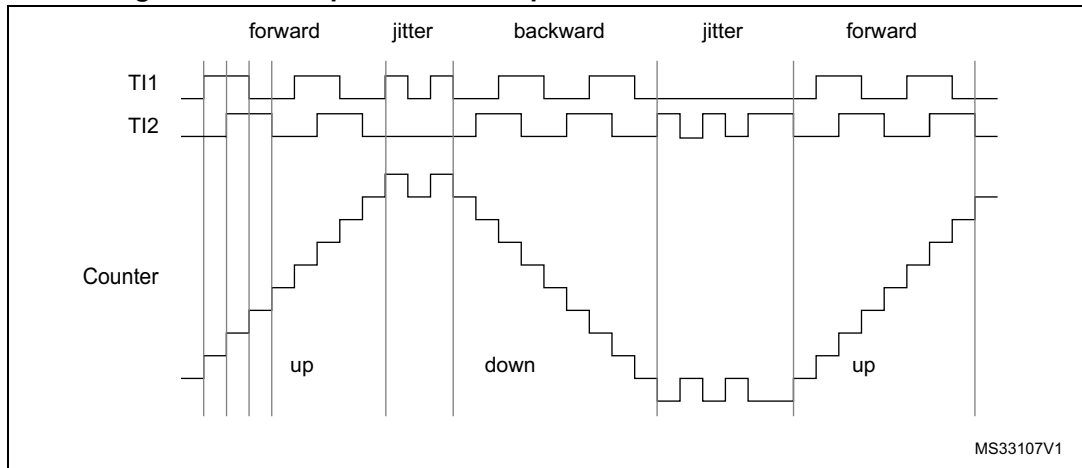 forward jitter backward jitter forward
TI1
TI2
Counter
up down up
MS33107V1